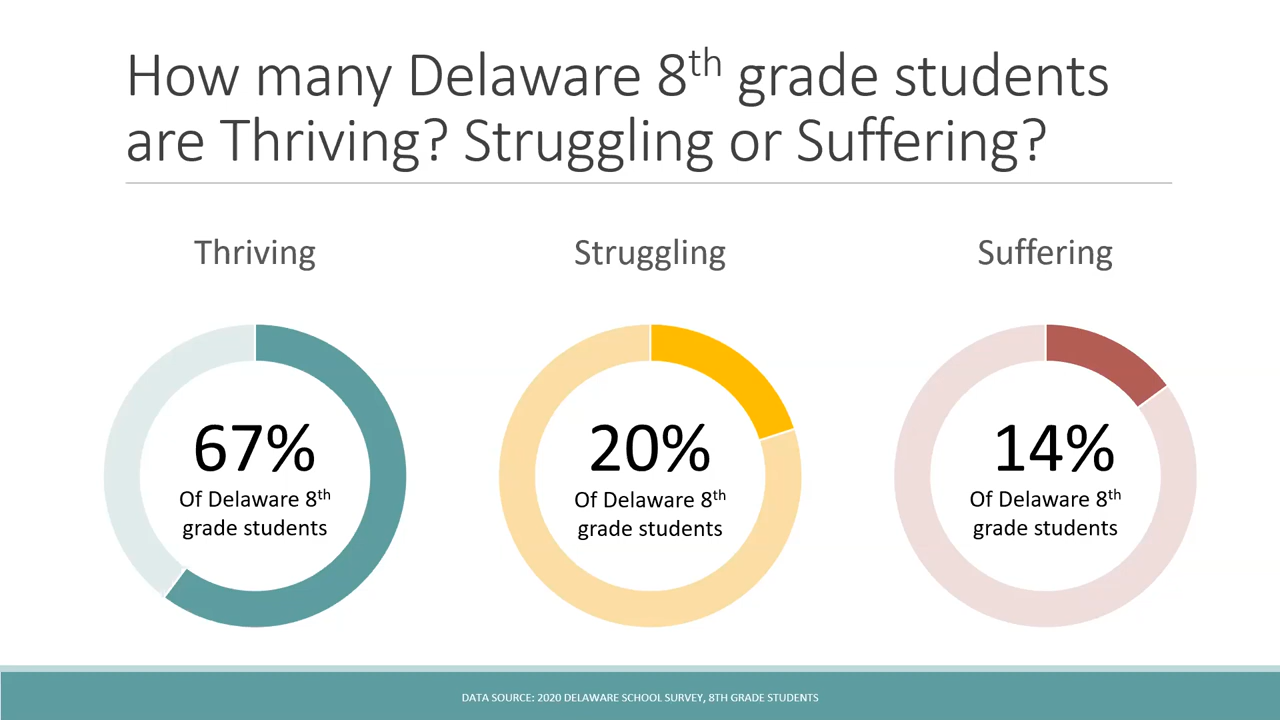 How many Delaware 8th grade students
are Thriving? Struggling or Suffering?
Thriving
Struggling
Suffering
67%
Of Delaware 8th
grade students
20%
Of Delaware 8th
grade students
14%
Of Delaware 8th
grade students
DATA SOURCE: 2020 DELAWARE SCHOOL SURVEY, 8TH GRADE STUDENTS